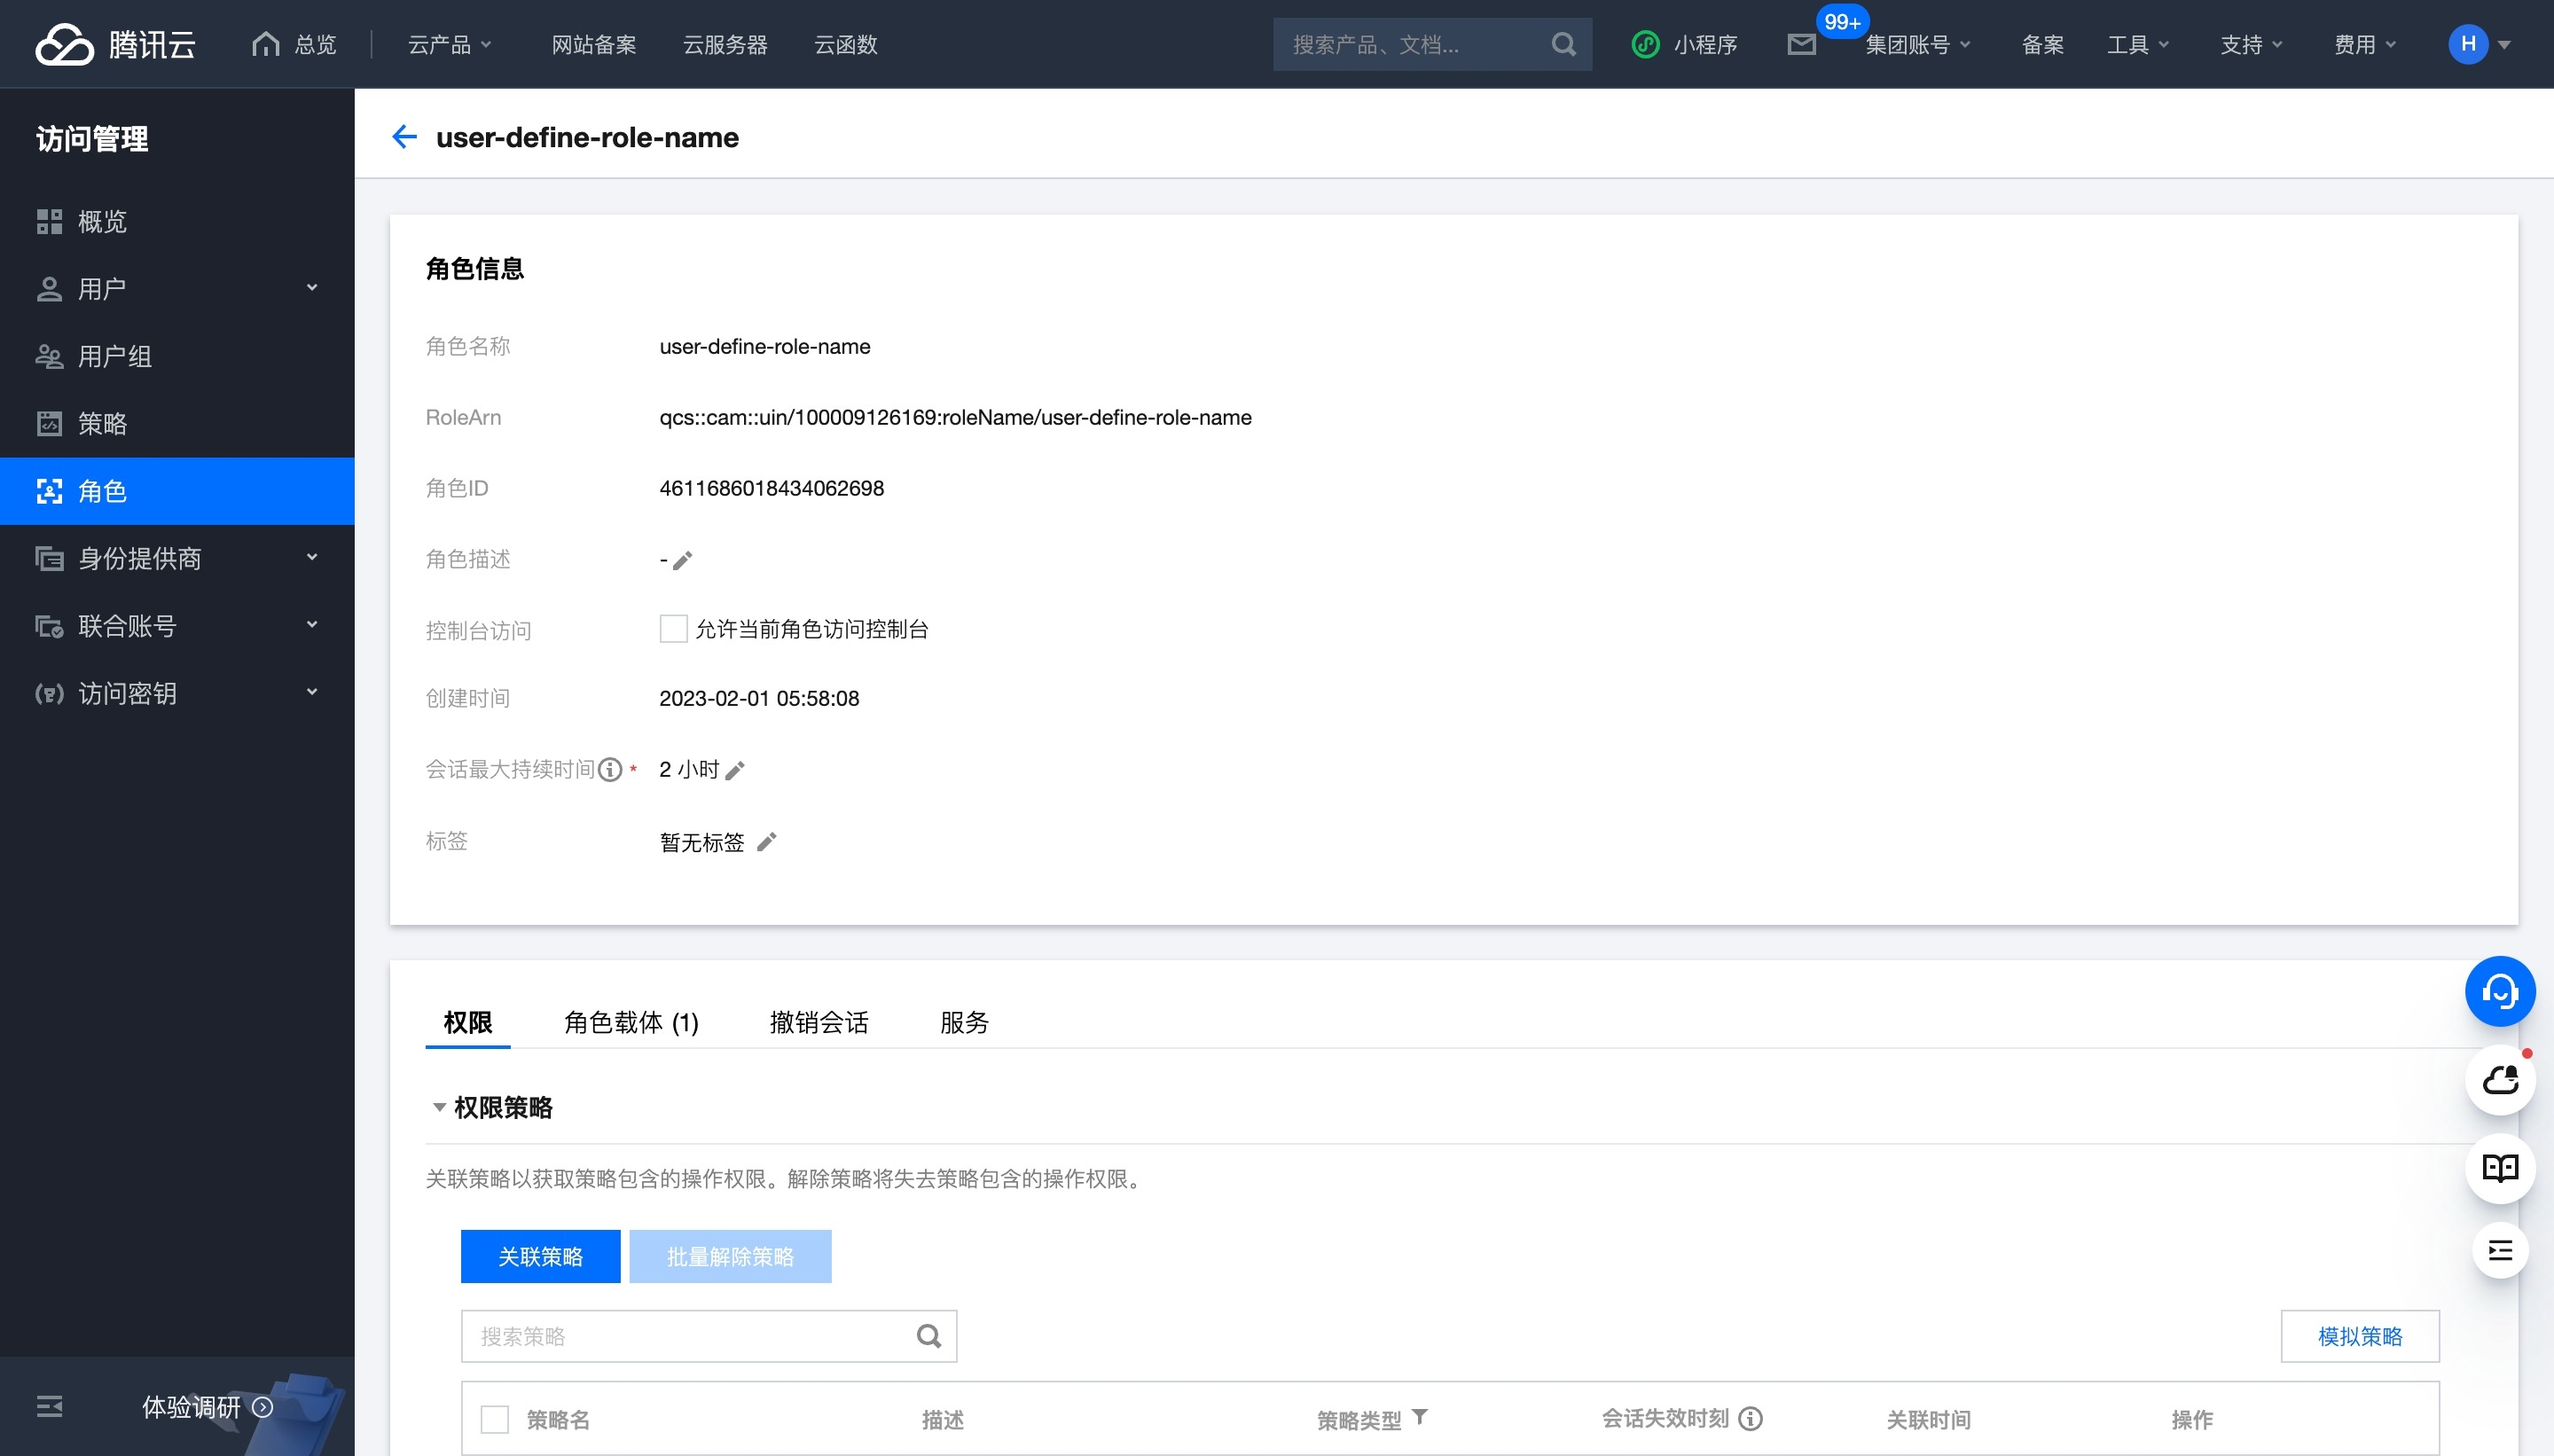 腾讯云 总览 云产品 网站备案 云服务器 云函数 搜索产品、文档... 小程序 99+ 集团账号 备案 工具 支持 费用 H
访问管理
概览
用户
用户组
策略
角色
身份提供商
联合账号
访问密钥
体验调研
user-define-role-name
角色信息
角色名称 user-define-role-name
RoleArn qcs::cam::uin/100009126169:roleName/user-define-role-name
角色ID 4611686018434062698
角色描述 -
控制台访问 允许当前角色访问控制台
创建时间 2023-02-01 05:58:08
会话最大持续时间 * 2 小时
标签 暂无标签
权限 角色载体 (1) 撤销会话 服务
权限策略
关联策略以获取策略包含的操作权限。解除策略将失去策略包含的操作权限。
关联策略 批量解除策略
搜索策略 模拟策略
策略名 描述 策略类型 会话失效时刻 关联时间 操作